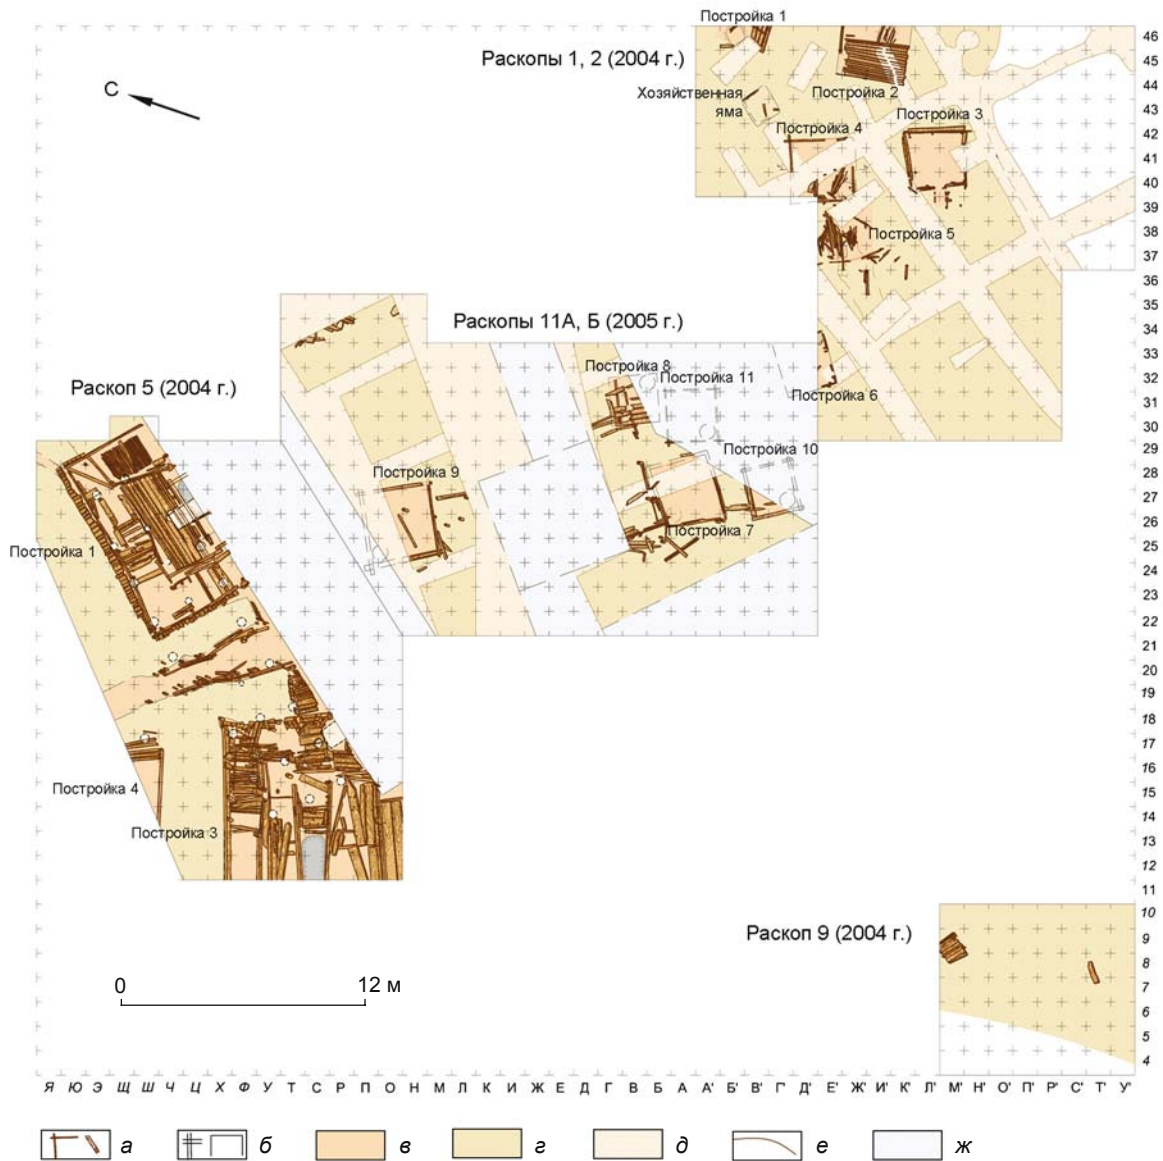 Постройка 1
Раскопы 1, 2 (2004 г.)
С
Хозяйственная
яма
Постройка 2
Постройка 3
Постройка 4
Постройка 5
Раскопы 11А, Б (2005 г.)
Постройка 8
Постройка 11
Постройка 6
Раскоп 5 (2004 г.)
Постройка 9
Постройка 10
Постройка 7
Постройка 1
Постройка 4
Постройка 3
Раскоп 9 (2004 г.)
0 12 м
46
45
44
43
42
41
40
39
38
37
36
35
34
33
32
31
30
29
28
27
26
25
24
23
22
21
20
19
18
17
16
15
14
13
12
11
10
9
8
7
6
5
4
Я Ю Э Щ Ш Ч Ц Х Ф У Т С Р П О Н М Л К И Ж Е Д Г В Б А А' Б' В' Г' Д' Е' Ж' И' К' Л' М' Н' О' П' Р' С' Т' У'
а б в г д е ж